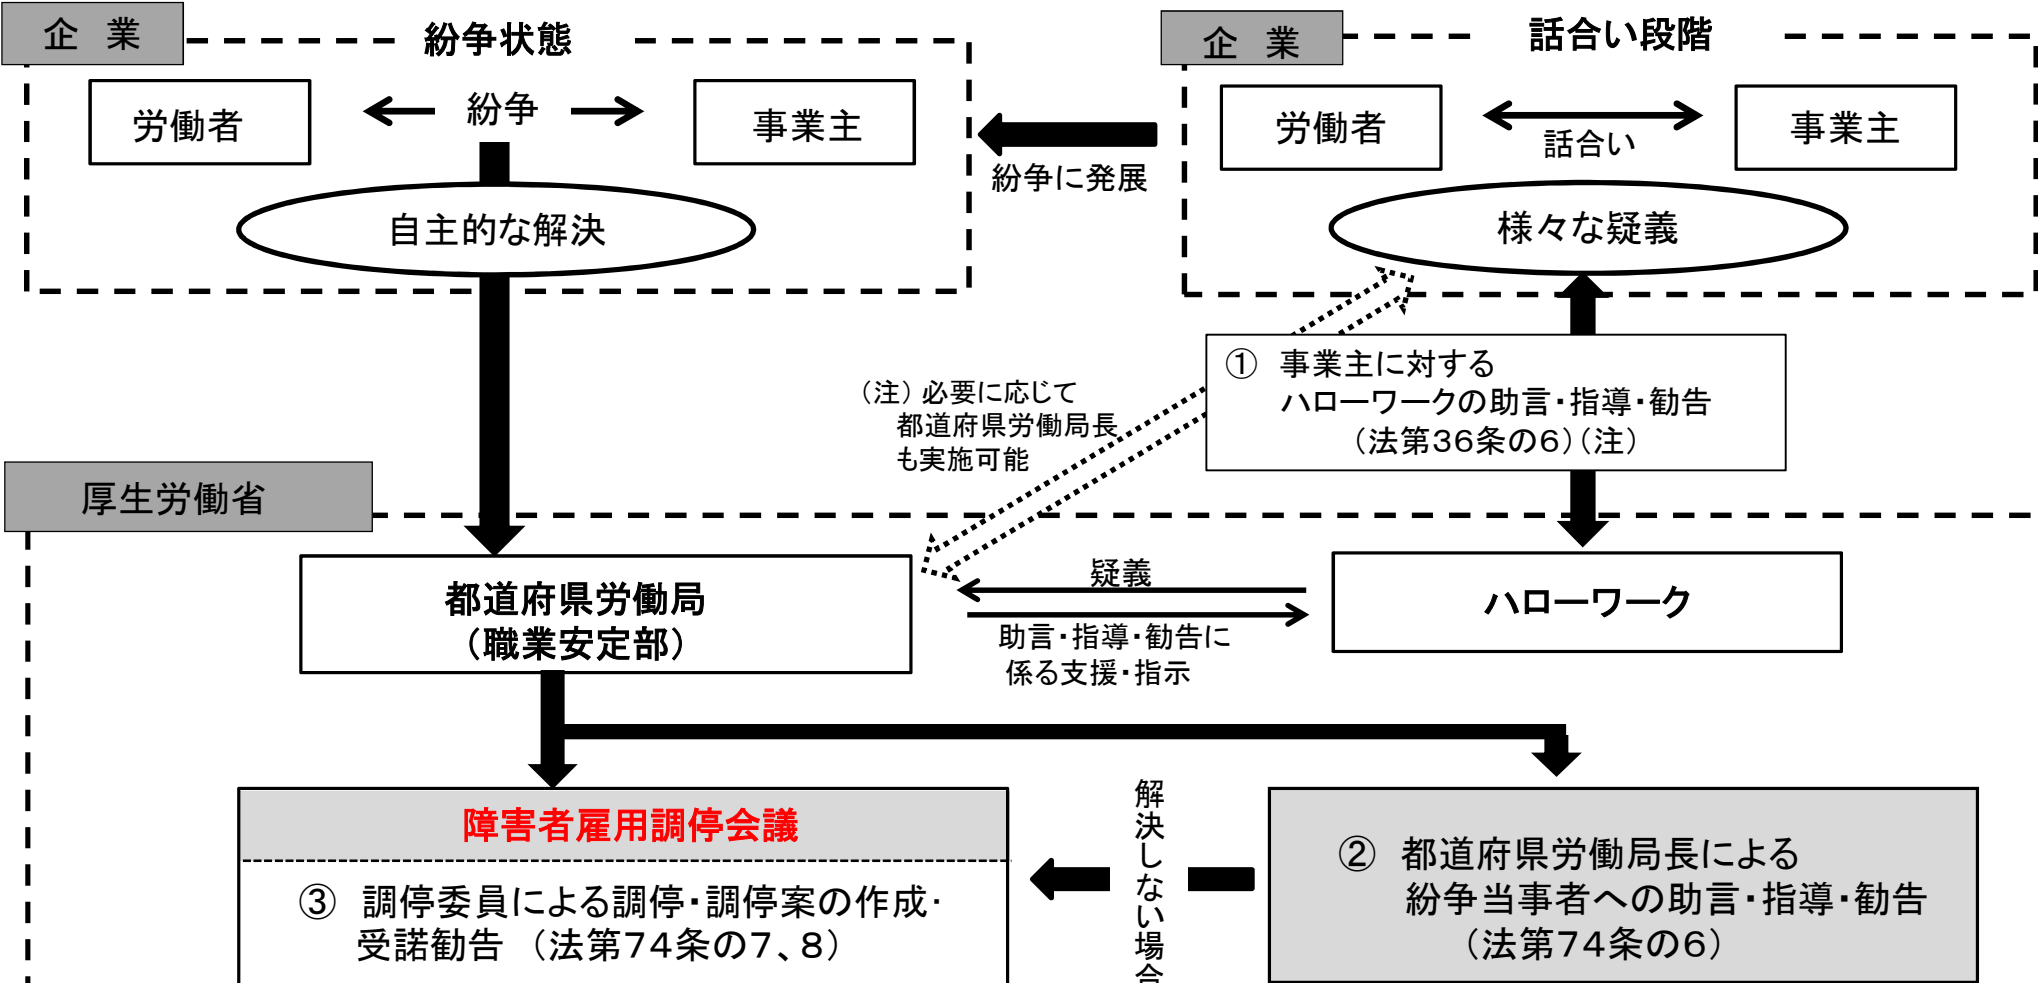 企 業
紛争状態
労働者
紛争
事業主
自主的な解決
紛争に発展
企 業
話合い段階
労働者
話合い
事業主
様々な疑義
① 事業主に対する
ハローワークの助言・指導・勧告
(法第36条の6)(注)
(注)必要に応じて
都道府県労働局長
も実施可能
厚生労働省
都道府県労働局
(職業安定部)
疑義
助言・指導・勧告に
係る支援・指示
ハローワーク
障害者雇用調停会議
③ 調停委員による調停・調停案の作成・
受諾勧告 (法第74条の7、8)
解決しない場合
② 都道府県労働局長による
紛争当事者への助言・指導・勧告
(法第74条の6)